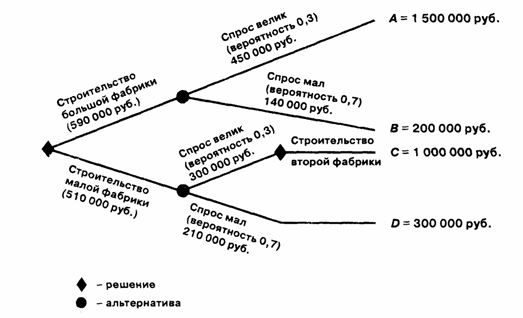 Спрос велик
(вероятность 0,3)
450 000 руб.
A = 1 500 000 руб.
Строительство
большой фабрики
(590 000 руб.)
Спрос мал
(вероятность 0,7)
140 000 руб.
B = 200 000 руб.
Спрос велик
(вероятность 0,3)
300 000 руб.
Строительство
второй фабрики
C = 1 000 000 руб.
Строительство
малой фабрики
(510 000 руб.)
Спрос мал
(вероятность 0,7)
210 000 руб.
D = 300 000 руб.
– решение
– альтернатива